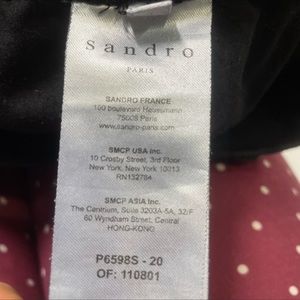 Sandro
PARIS
SANDRO FRANCE
150 boulevard Haussmann
75008 Paris
www.sandro-paris.com
SMCP USA Inc.
10 Crosby Street, 3rd Floor
New York, New York 10013
RN132784
SMCP ASIA Inc.
The Centrium, Suite 3203A-5A, 32/F
60 Wyndham Street, Central
HONG-KONG
P6598S - 20
OF: 110801